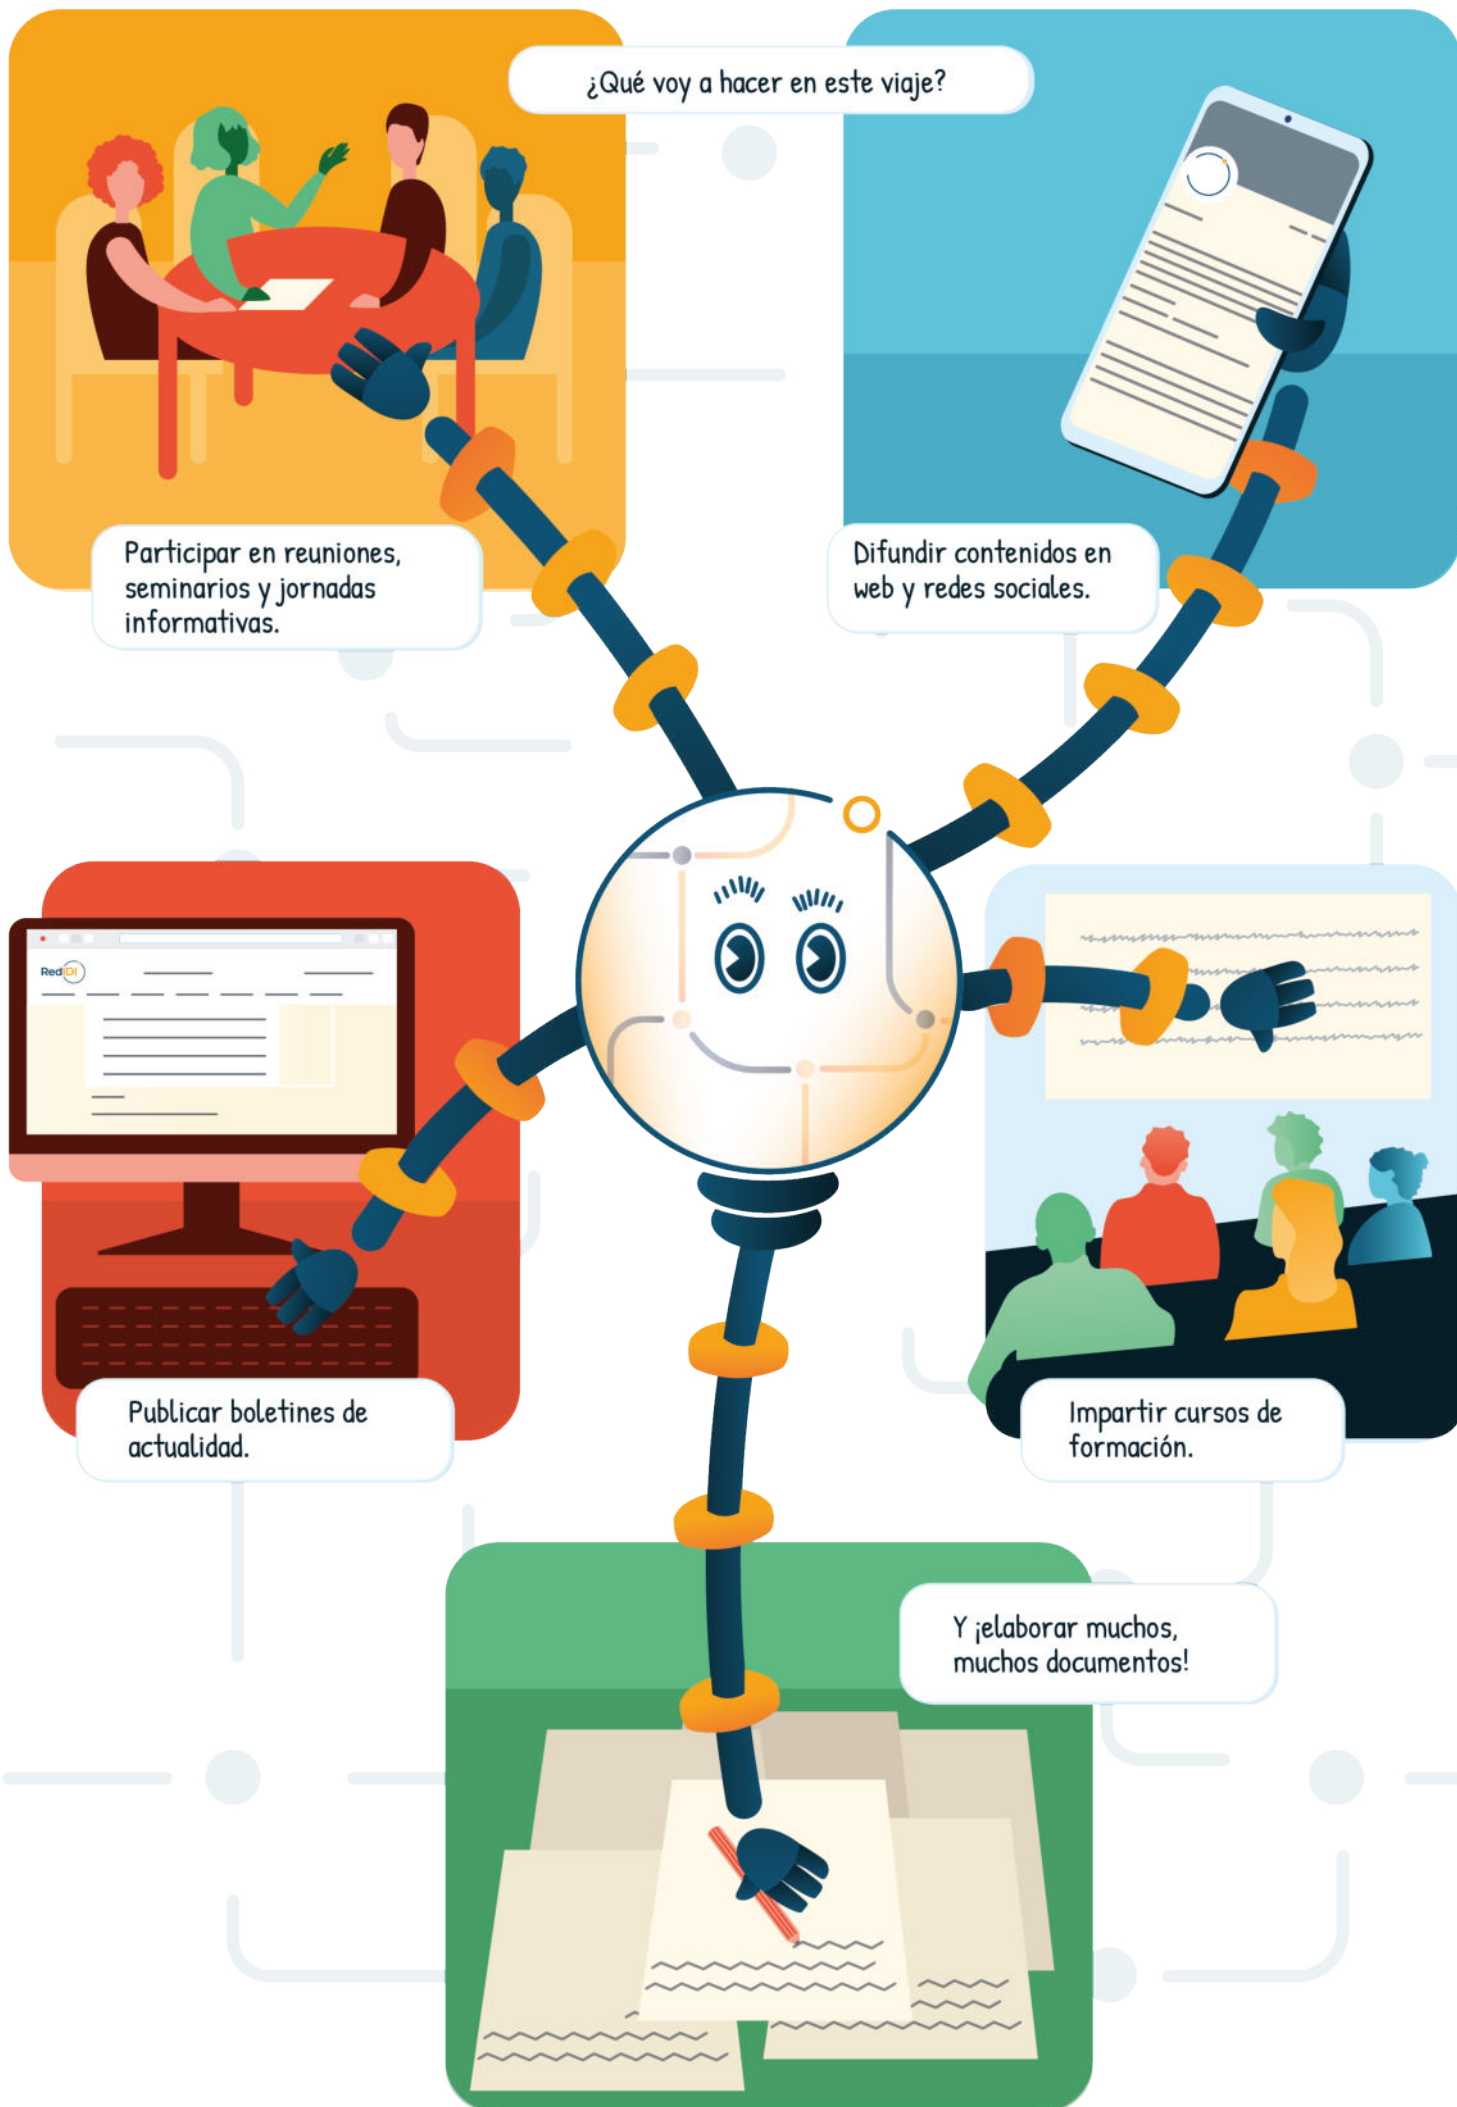 ¿Qué voy a hacer en este viaje?
Participar en reuniones,
seminarios y jornadas
informativas.
Difundir contenidos en
web y redes sociales.
RedIDI
Publicar boletines de
actualidad.
Impartir cursos de
formación.
Y ¡elaborar muchos,
muchos documentos!